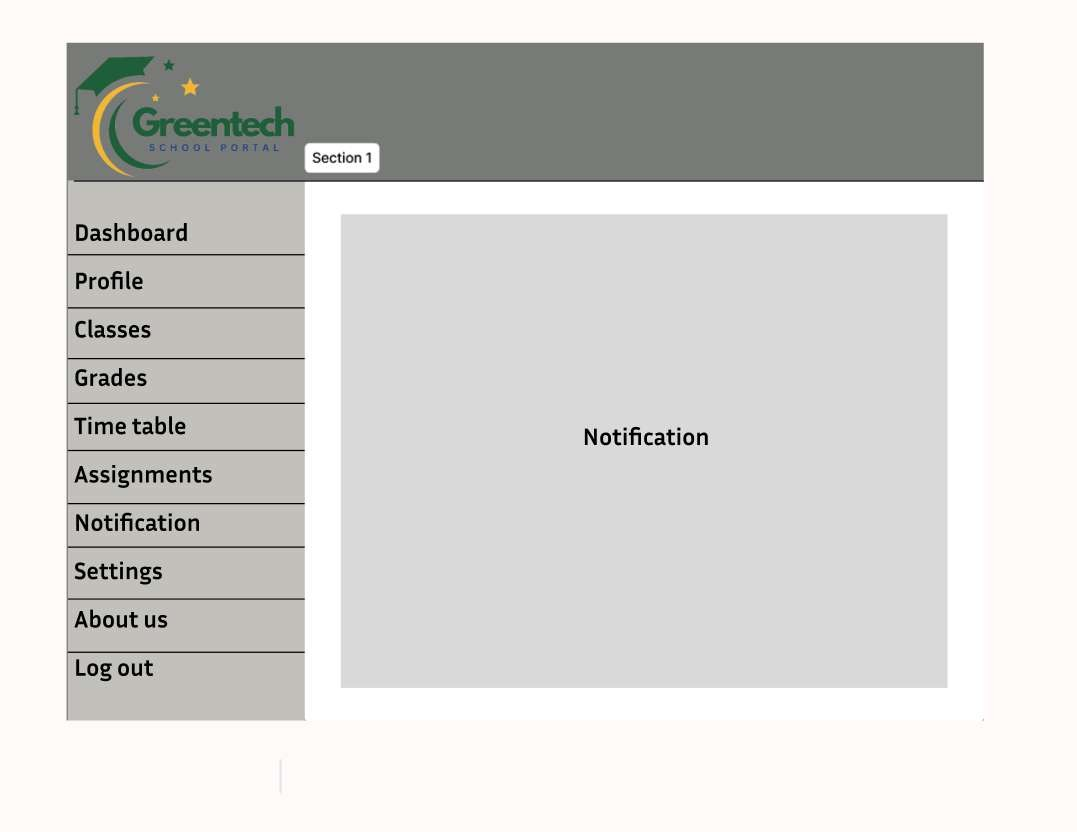 Greentech
SCHOOL PORTAL
Section 1
Dashboard
Profile
Classes
Grades
Time table
Assignments
Notification
Settings
About us
Log out
Notification